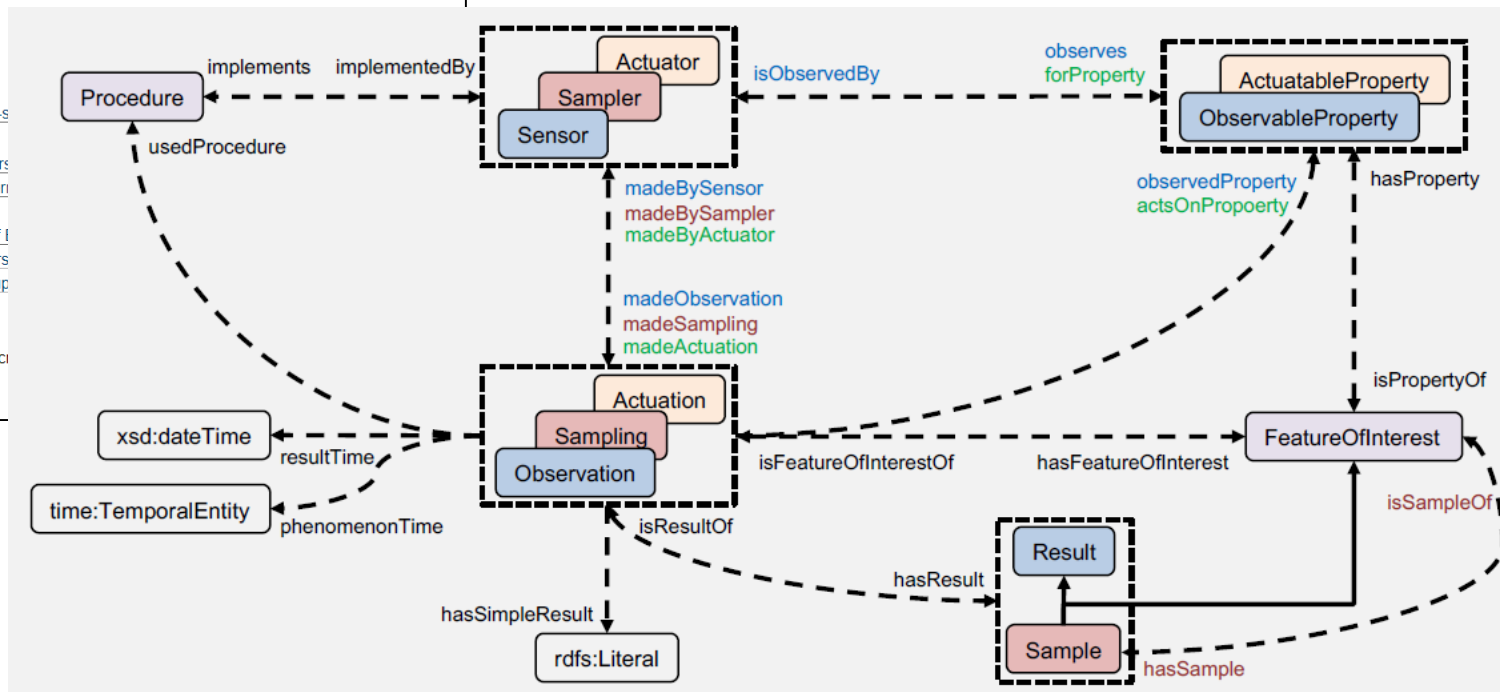 Actuator
observes
implements implementedBy
isObservedBy
forProperty
ActuatableProperty
Procedure
Sampler
ObservableProperty
Sensor
usedProcedure
madeBySensor
madeBySampler
madeByActuator
observedProperty
actsOnPropoerty
hasProperty
madeObservation
madeSampling
madeActuation
isPropertyOf
Actuation
xsd:dateTime
Sampling
FeatureOfInterest
resultTime
Observation
isFeatureOfInterestOf hasFeatureOfInterest
time:TemporalEntity
phenomenonTime
isResultOf
isSampleOf
Result
hasResult
hasSimpleResult
rdfs:Literal
Sample
hasSample